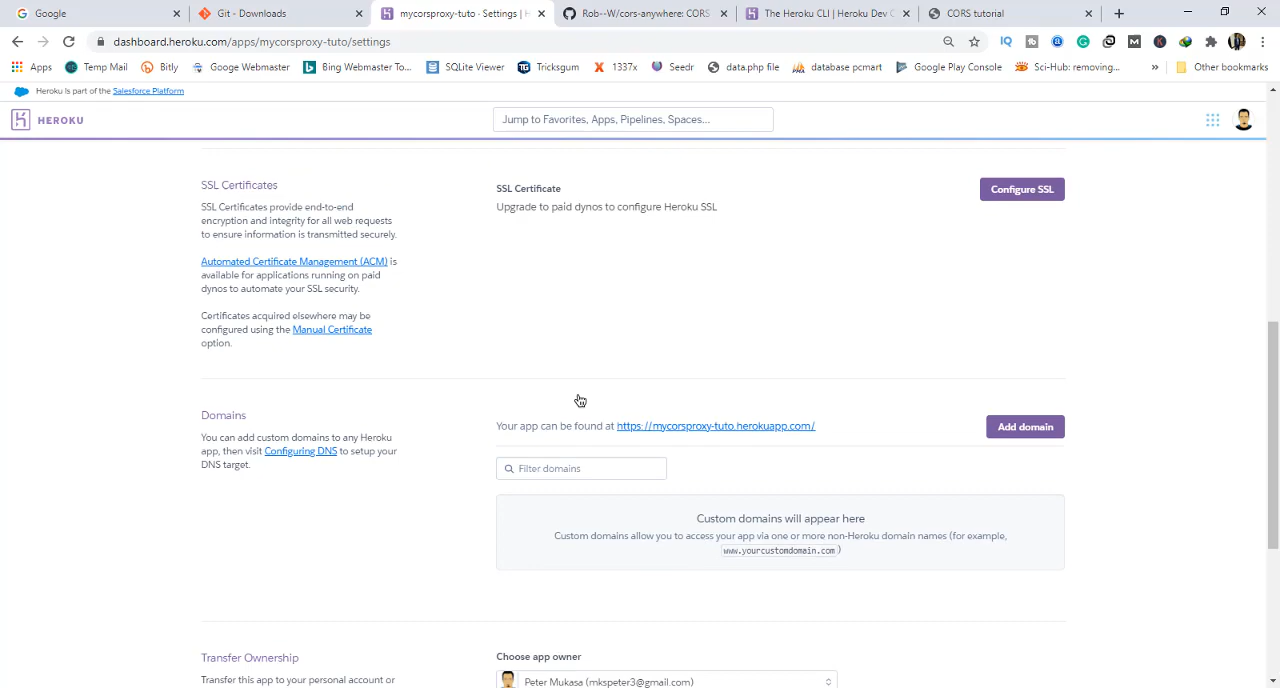 Google
Git - Downloads
mycorsproxy-tuto - Settings |
Rob--W/cors-anywhere: CORS
The Heroku CLI | Heroku Dev C
CORS tutorial
dashboard.heroku.com/apps/mycorsproxy-tuto/settings
Apps
Temp Mail
Bitly
Googe Webmaster
Bing Webmaster To...
SQLite Viewer
Tricksgum
1337x
Seedr
data.php file
database pcmart
Google Play Console
Sci-Hub: removing...
»
Other bookmarks
Heroku is part of the Salesforce Platform
HEROKU
Jump to Favorites, Apps, Pipelines, Spaces...
SSL Certificates
SSL Certificates provide end-to-end
encryption and integrity for all web requests
to ensure information is transmitted securely.
Automated Certificate Management (ACM) is
available for applications running on paid
dynos to automate your SSL security.
Certificates acquired elsewhere may be
configured using the Manual Certificate
option.
SSL Certificate
Upgrade to paid dynos to configure Heroku SSL
Configure SSL
Domains
You can add custom domains to any Heroku
app, then visit Configuring DNS to setup your
DNS target.
Your app can be found at https://mycorsproxy-tuto.herokuapp.com/
Add domain
Filter domains
Custom domains will appear here
Custom domains allow you to access your app via one or more non-Heroku domain names (for example,
www.yourcustomdomain.com)
Transfer Ownership
Transfer this app to your personal account or
Choose app owner
Peter Mukasa (mkspeter3@gmail.com)